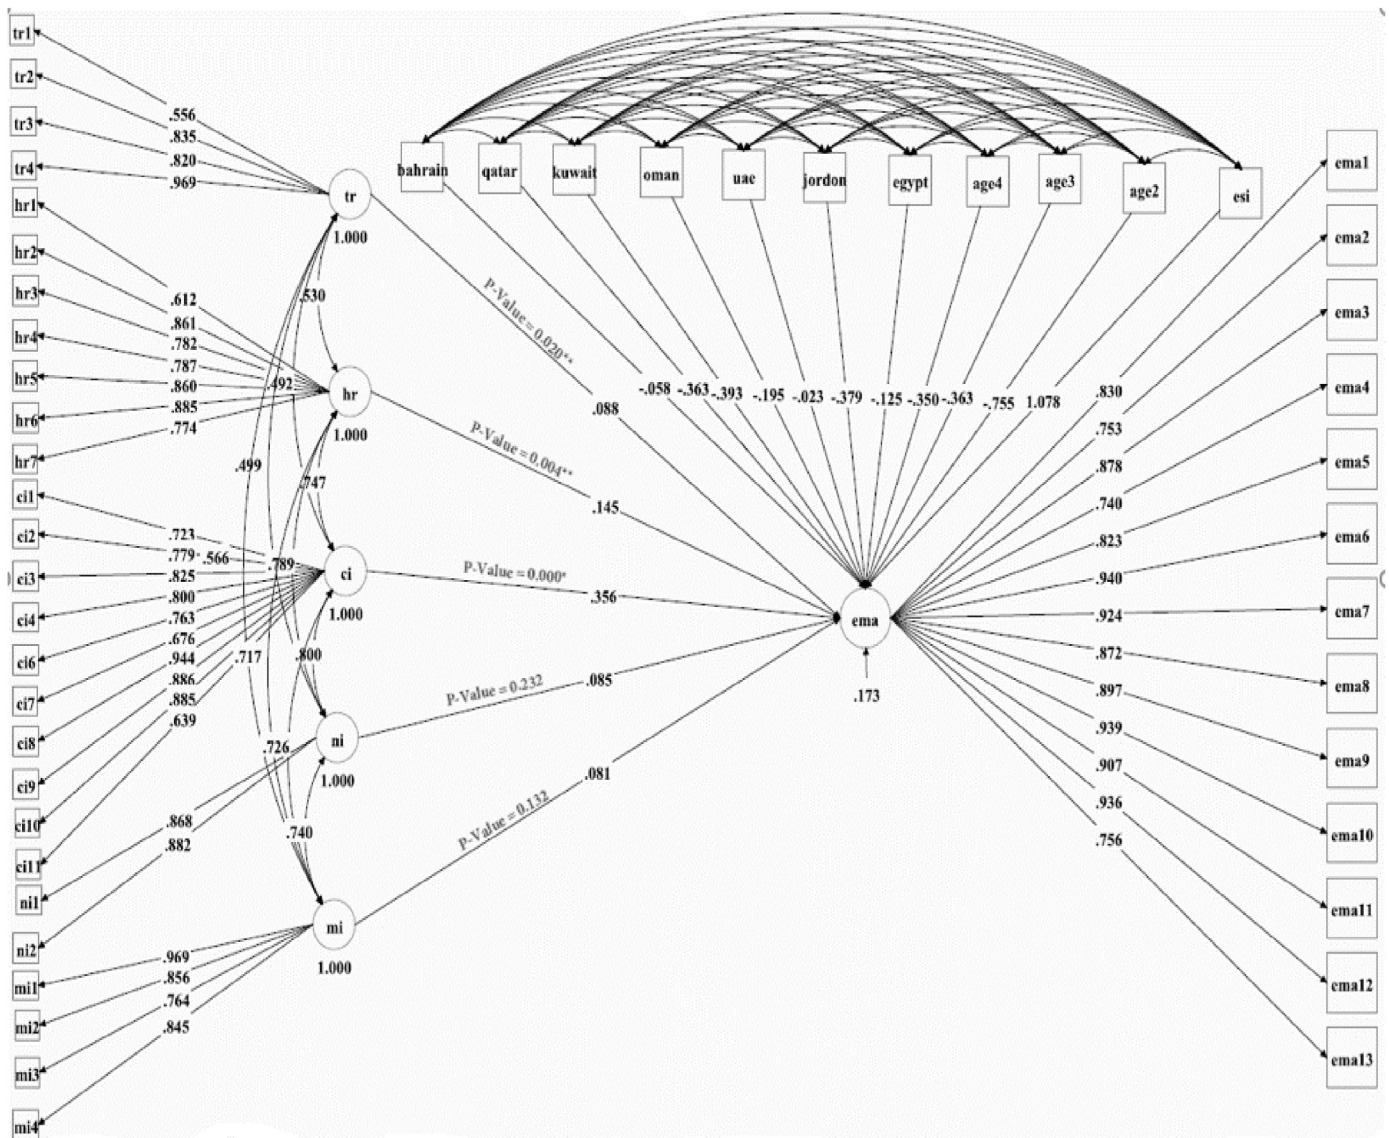 tr1
tr2
tr3
tr4
hr1
hr2
hr3
hr4
hr5
hr6
hr7
ci1
ci2
ci3
ci4
ci6
ci7
ci8
ci9
ci10
ci11
ni1
ni2
mi1
mi2
mi3
mi4
.556
.835
.820
.969
.612
.861
.782
.787
.860
.885
.774
.723
.779
.825
.800
.763
.676
.944
.886
.885
.639
.868
.882
.969
.856
.764
.845
tr
1.000
hr
1.000
ci
1.000
ni
1.000
mi
1.000
.530
.492
.499
.747
.566
.789
.717
.800
.726
.740
bahrain
qatar
kuwait
oman
uae
jordon
egypt
age4
age3
age2
esi
P-Value = 0.020**
.088
P-Value = 0.004**
.145
P-Value = 0.000*
.356
P-Value = 0.232
.085
P-Value = 0.132
.081
-.058
-.363
-.393
-.195
-.023
-.379
-.125
-.350
-.363
-.755
1.078
ema
.173
.830
.753
.878
.740
.823
.940
.924
.872
.897
.939
.907
.936
.756
ema1
ema2
ema3
ema4
ema5
ema6
ema7
ema8
ema9
ema10
ema11
ema12
ema13